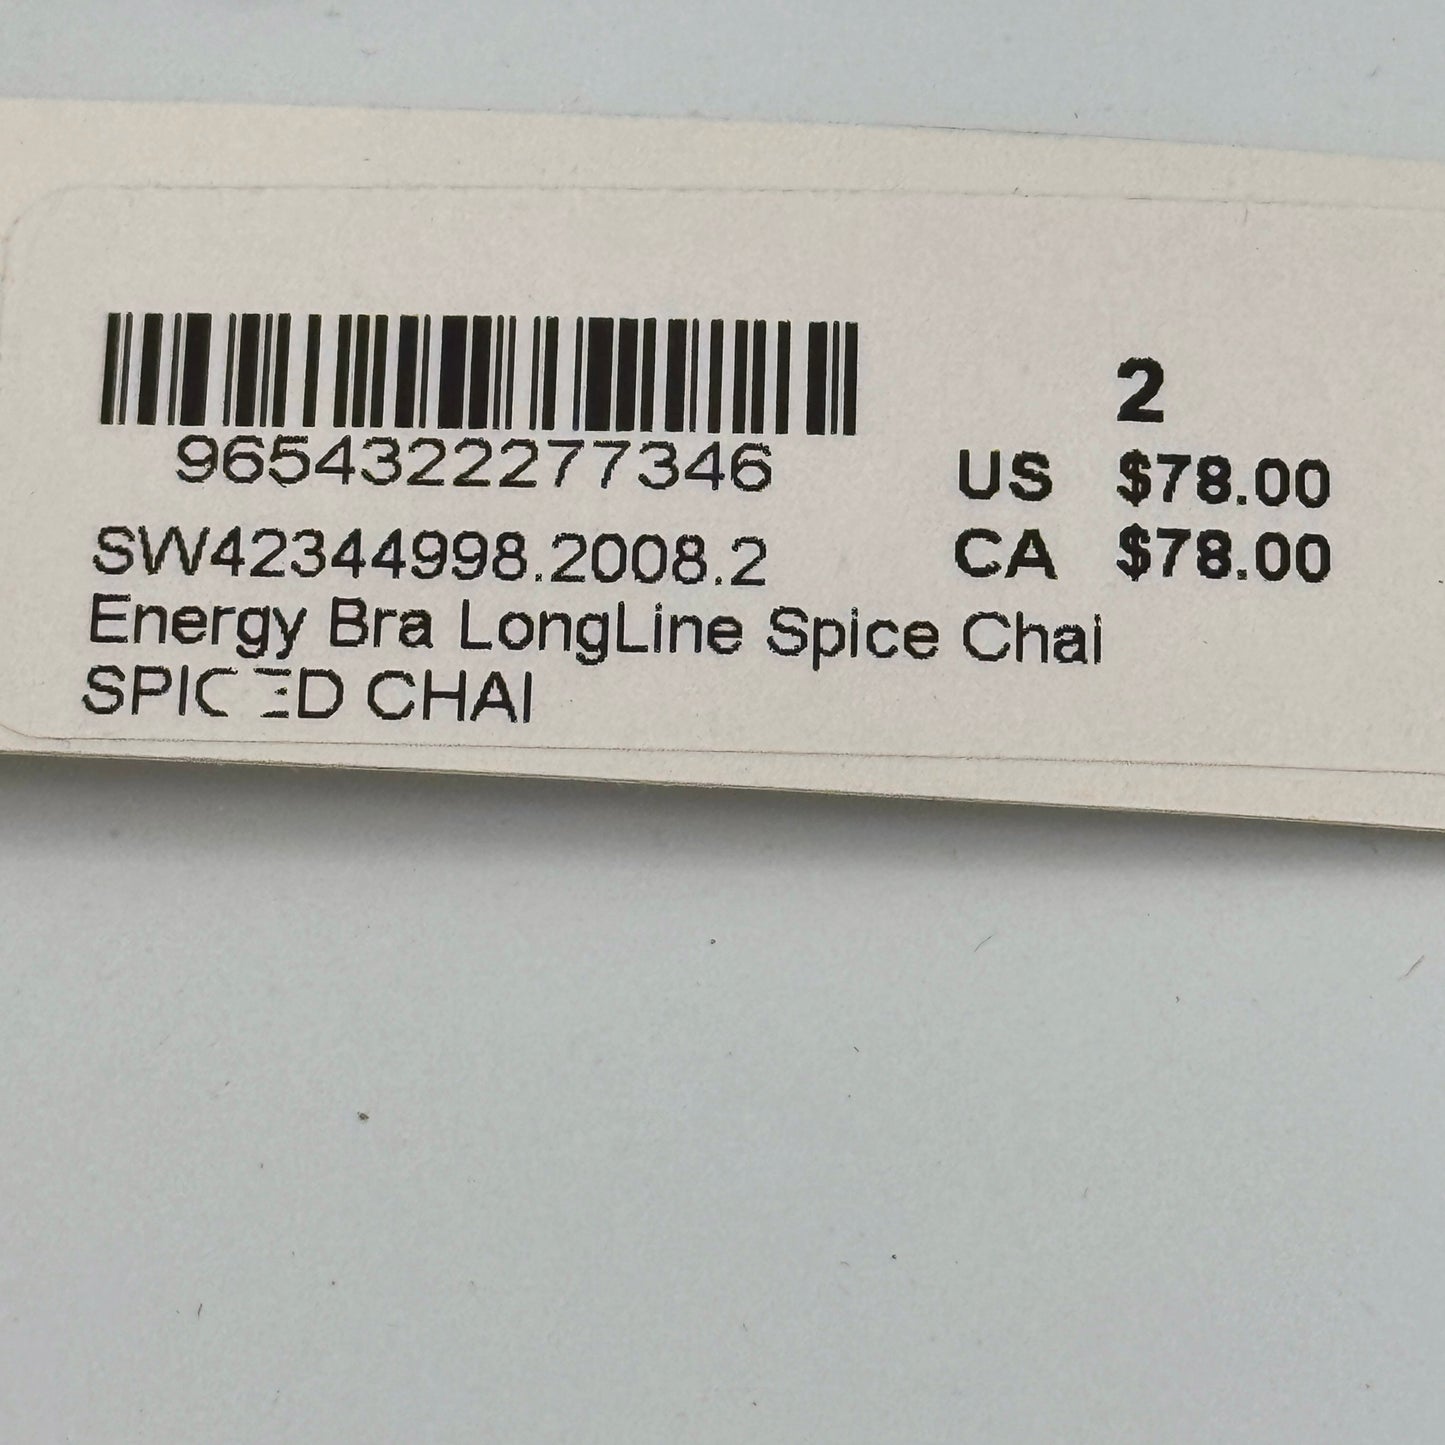 2
9654322277346
US $78.00
SW42344998.2008.2
CA $78.00
Energy Bra LongLine Spice Chai
SPICED CHAI